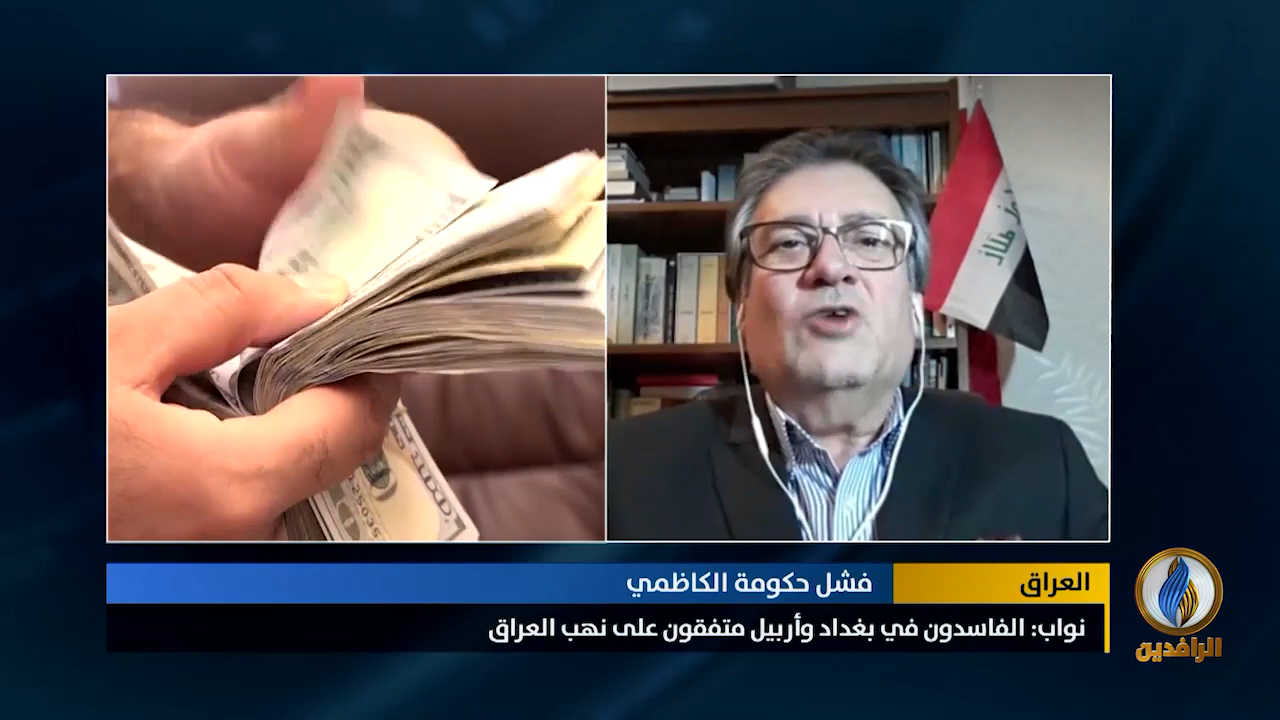 العراق
فشل حكومة الكاظمي
نواب: الفاسدون في بغداد وأربيل متفقون على نهب العراق
الرافدين